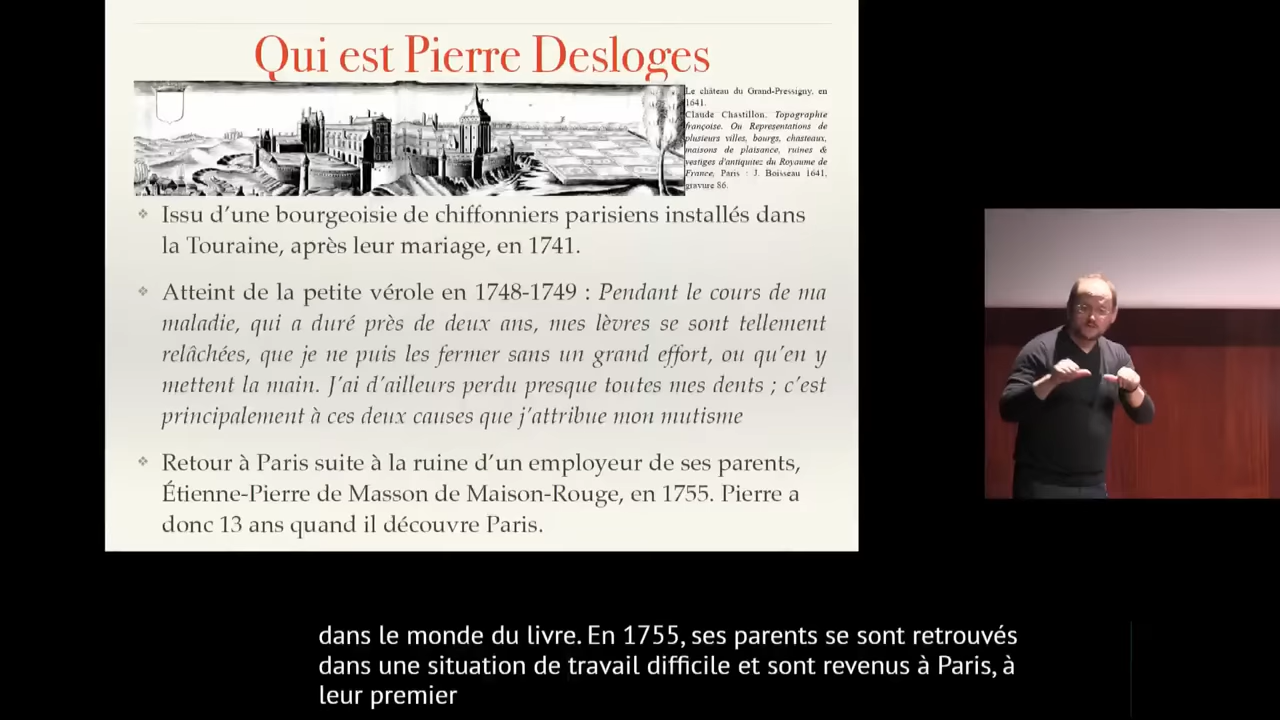 Qui est Pierre Desloges
Le château du Grand-Pressigny, en
1641.
Claude Chastillon, Topographie
françoise. Ou Representations de
plusieurs villes, bourgs, chasteaux,
maisons de plaisance, ruines &
vestiges d'antiquitez du Royaume de
France, Paris : J. Boisseau 1641,
gravure 86.
❖ Issu d'une bourgeoisie de chiffonniers parisiens installés dans
la Touraine, après leur mariage, en 1741.
❖ Atteint de la petite vérole en 1748-1749 : Pendant le cours de ma
maladie, qui a duré près de deux ans, mes lèvres se sont tellement
relâchées, que je ne puis les fermer sans un grand effort, ou qu'en y
mettent la main. J'ai d'ailleurs perdu presque toutes mes dents ; c'est
principalement à ces deux causes que j'attribue mon mutisme
❖ Retour à Paris suite à la ruine d'un employeur de ses parents,
Étienne-Pierre de Masson de Maison-Rouge, en 1755. Pierre a
donc 13 ans quand il découvre Paris.
dans le monde du livre. En 1755, ses parents se sont retrouvés
dans une situation de travail difficile et sont revenus à Paris, à
leur premier